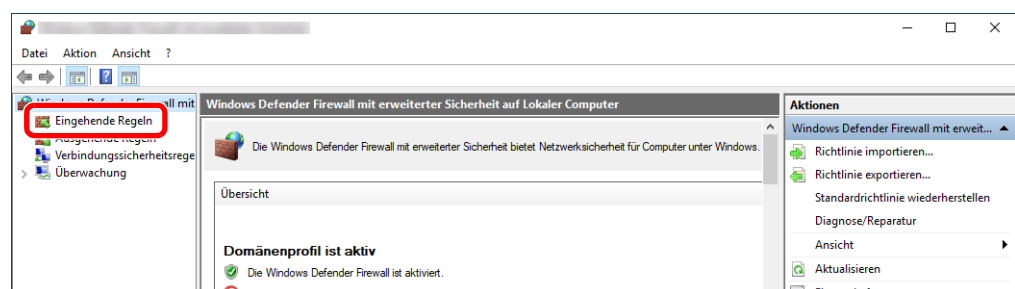 Datei Aktion Ansicht ?
Eingehende Regeln
Verbindungssicherheitsrege
Überwachung
Windows Defender Firewall mit erweiterter Sicherheit auf Lokaler Computer
Die Windows Defender Firewall mit erweiterter Sicherheit bietet Netzwerksicherheit für Computer unter Windows.
Übersicht
Domänenprofil ist aktiv
Die Windows Defender Firewall ist aktiviert.
Aktionen
Windows Defender Firewall mit erweit...
Richtlinie importieren...
Richtlinie exportieren...
Standardrichtlinie wiederherstellen
Diagnose/Reparatur
Ansicht
Aktualisieren